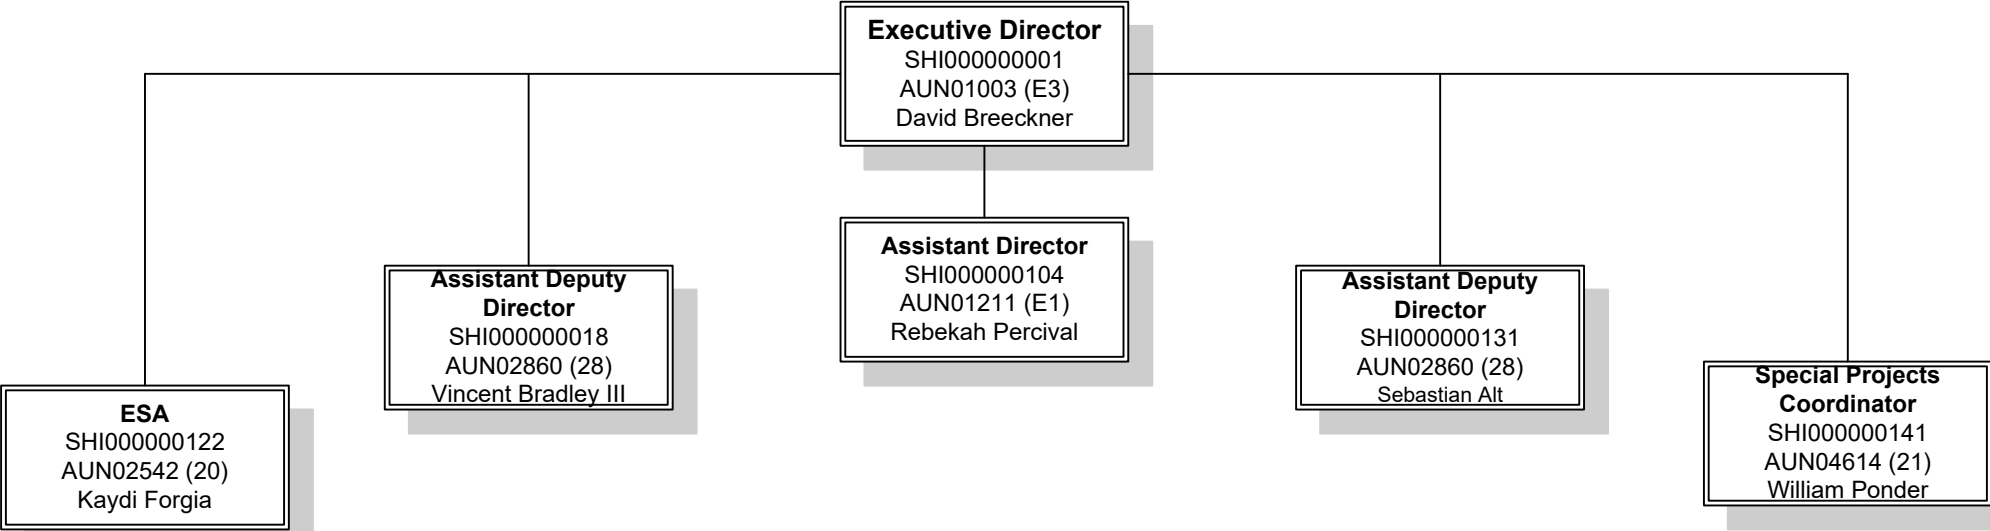 Executive Director
SHI000000001
AUN01003 (E3)
David Breeckner
Assistant Director
SHI000000104
AUN01211 (E1)
Rebekah Percival
Assistant Deputy
Director
SHI000000018
AUN02860 (28)
Vincent Bradley III
Assistant Deputy
Director
SHI000000131
AUN02860 (28)
Sebastian Alt
ESA
SHI000000122
AUN02542 (20)
Kaydi Forgia
Special Projects
Coordinator
SHI000000141
AUN04614 (21)
William Ponder